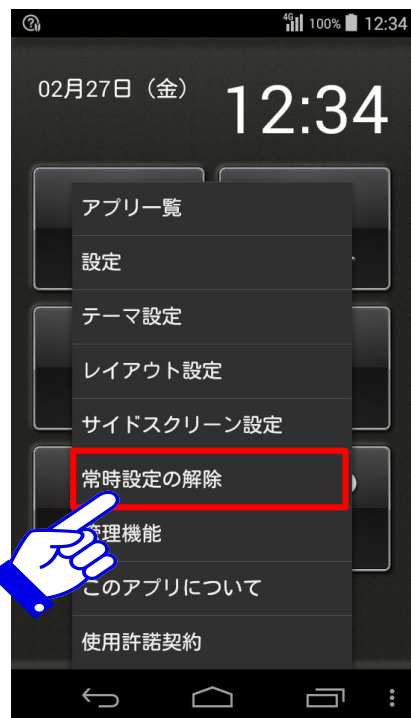 4G 100% 12:34
02月27日（金）
12:34
アプリ一覧
設定
テーマ設定
レイアウト設定
サイドスクリーン設定
常時設定の解除
理機能
このアプリについて
使用許諾契約